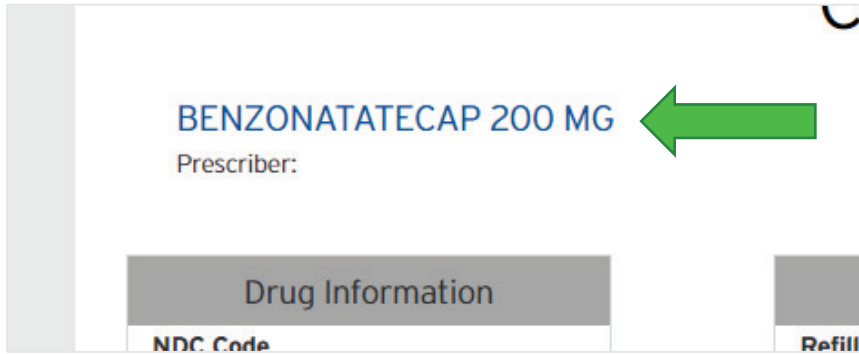 BENZONATATECAP 200 MG
Prescriber:
Drug Information
NDC Code
Refill